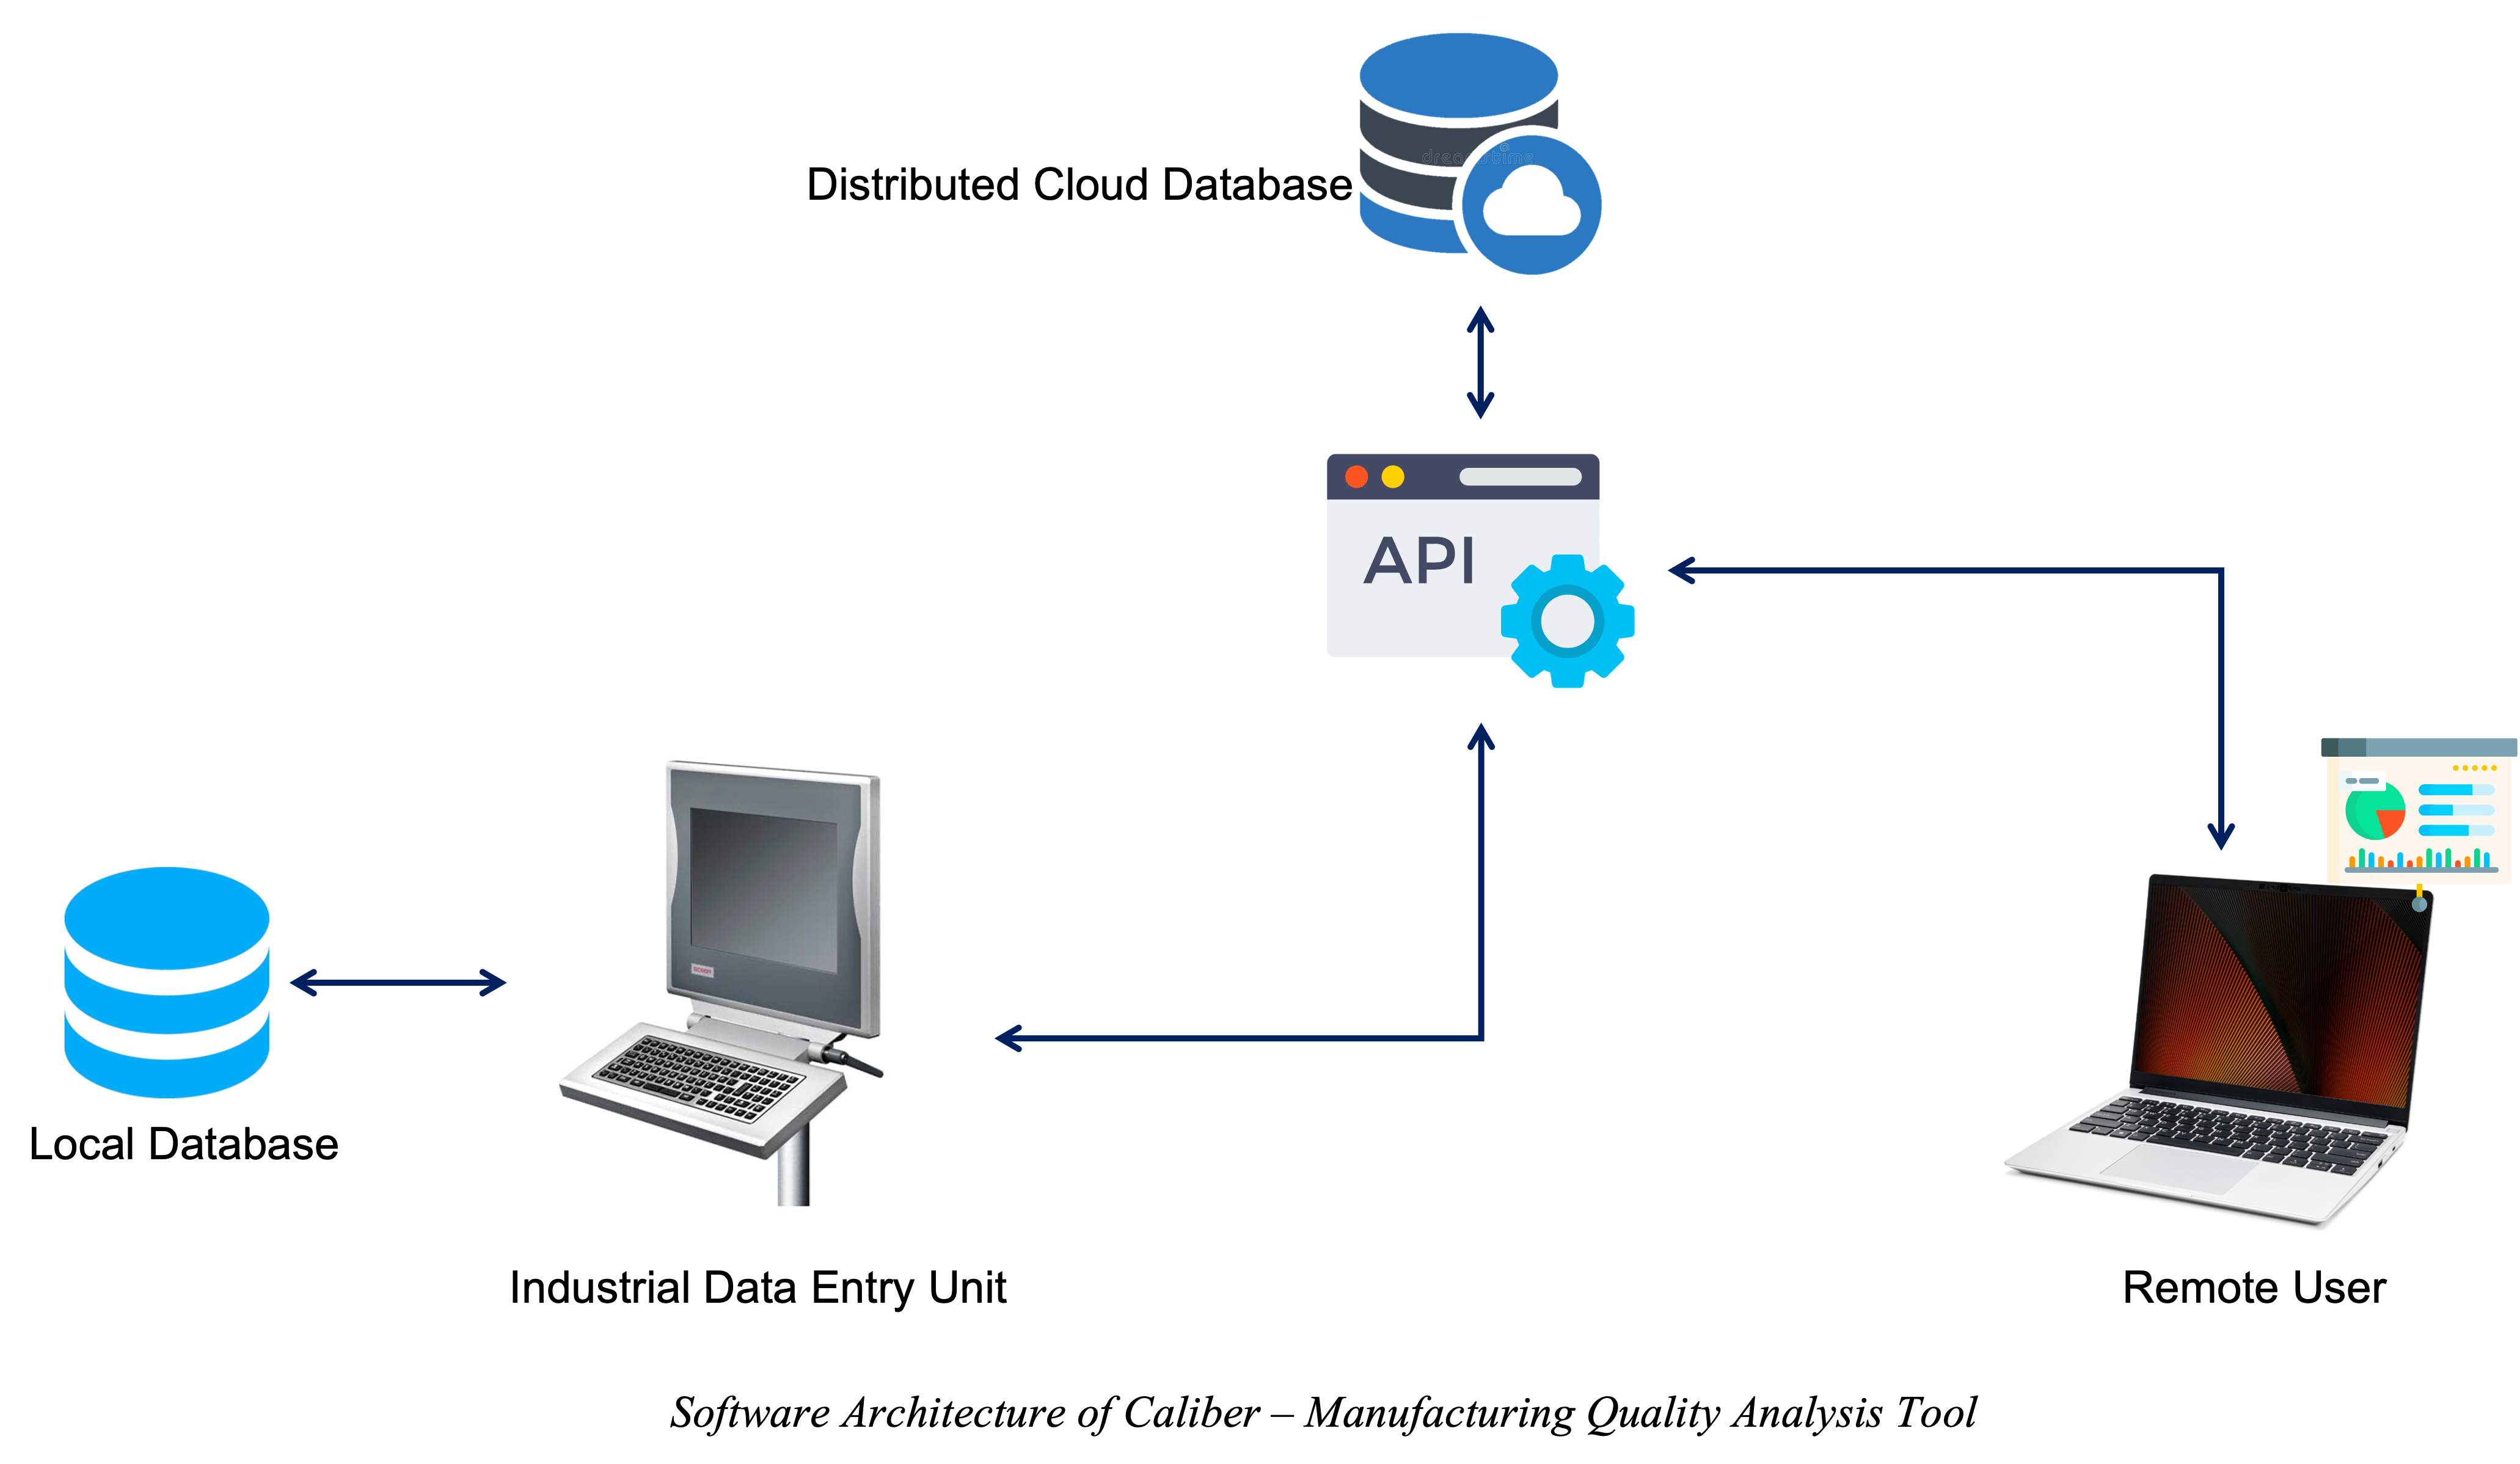 Distributed Cloud Database
API
Local Database
Industrial Data Entry Unit
Remote User
Software Architecture of Caliber – Manufacturing Quality Analysis Tool